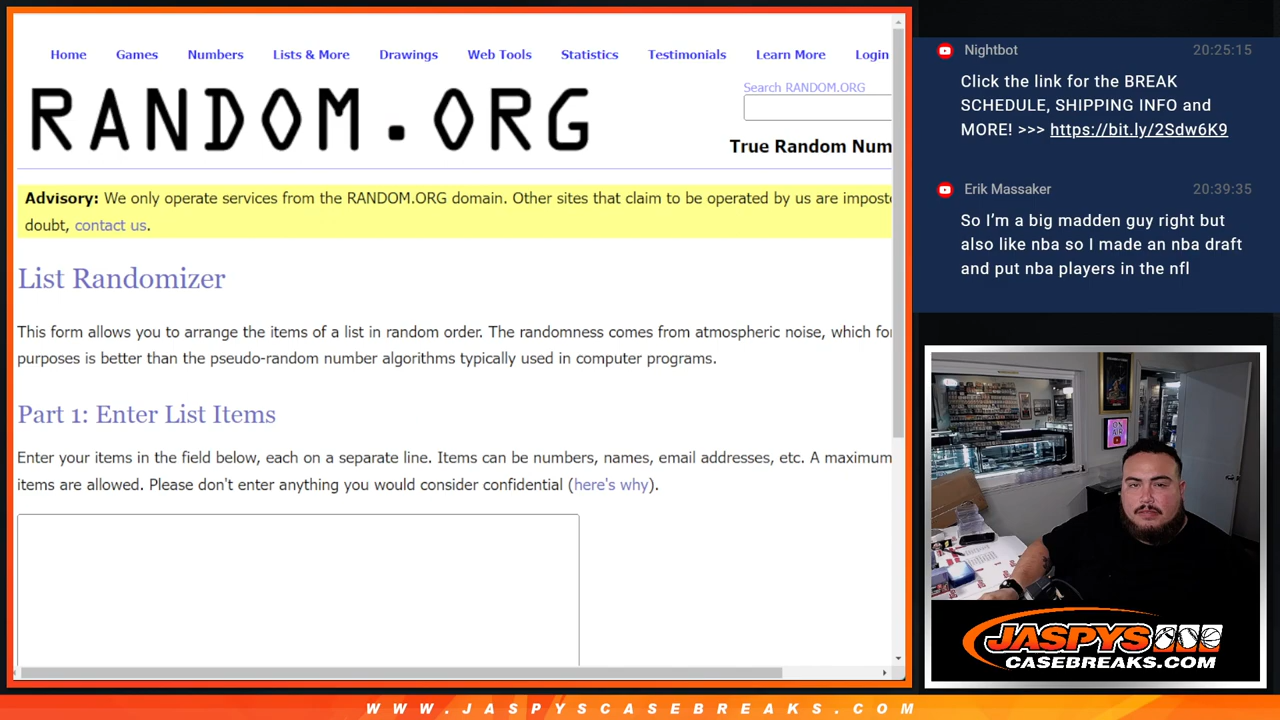 Home Games Numbers Lists & More Drawings Web Tools Statistics Testimonials Learn More Login
RANDOM.ORG
Search RANDOM.ORG
True Random Num
Advisory: We only operate services from the RANDOM.ORG domain. Other sites that claim to be operated by us are imposte
doubt, contact us.
List Randomizer
This form allows you to arrange the items of a list in random order. The randomness comes from atmospheric noise, which for
purposes is better than the pseudo-random number algorithms typically used in computer programs.
Part 1: Enter List Items
Enter your items in the field below, each on a separate line. Items can be numbers, names, email addresses, etc. A maximum
items are allowed. Please don't enter anything you would consider confidential (here's why).
Nightbot 20:25:15
Click the link for the BREAK
SCHEDULE, SHIPPING INFO and
MORE! >>> https://bit.ly/2Sdw6K9
Erik Massaker 20:39:35
So I’m a big madden guy right but
also like nba so I made an nba draft
and put nba players in the nfl
ON
AIR
JASPYS
CASEBREAKS.COM
WWW.JASPYSCASEBREAKS.COM